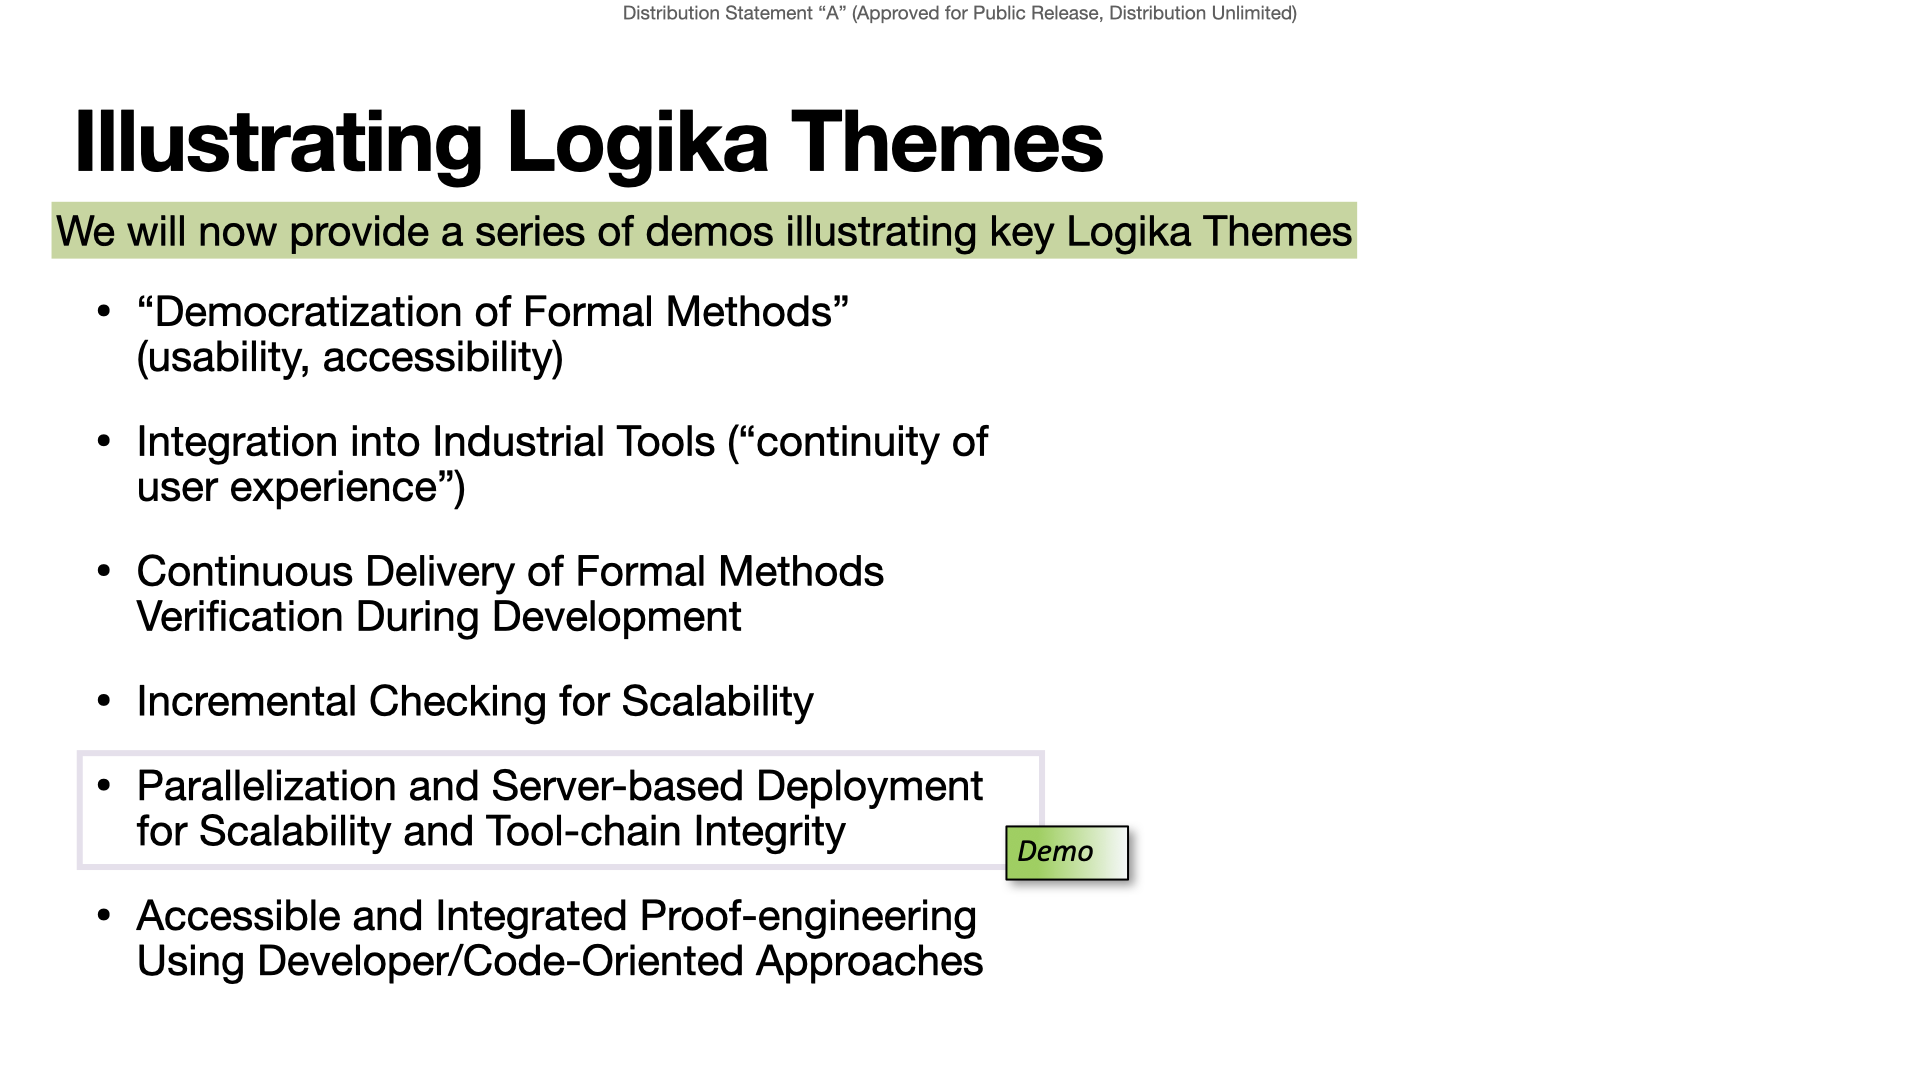 Distribution Statement “A” (Approved for Public Release, Distribution Unlimited)
Illustrating Logika Themes
We will now provide a series of demos illustrating key Logika Themes
• “Democratization of Formal Methods”
(usability, accessibility)
• Integration into Industrial Tools (“continuity of
user experience”)
• Continuous Delivery of Formal Methods
Verification During Development
• Incremental Checking for Scalability
• Parallelization and Server-based Deployment
for Scalability and Tool-chain Integrity
Demo
• Accessible and Integrated Proof-engineering
Using Developer/Code-Oriented Approaches